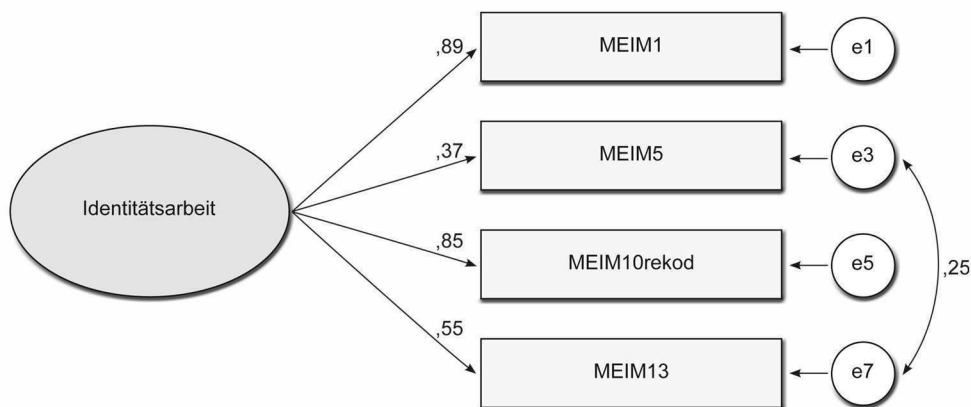 ,89
MEIM1
e1
,37
MEIM5
e3
Identitätsarbeit
,85
MEIM10rekod
e5
,25
,55
MEIM13
e7